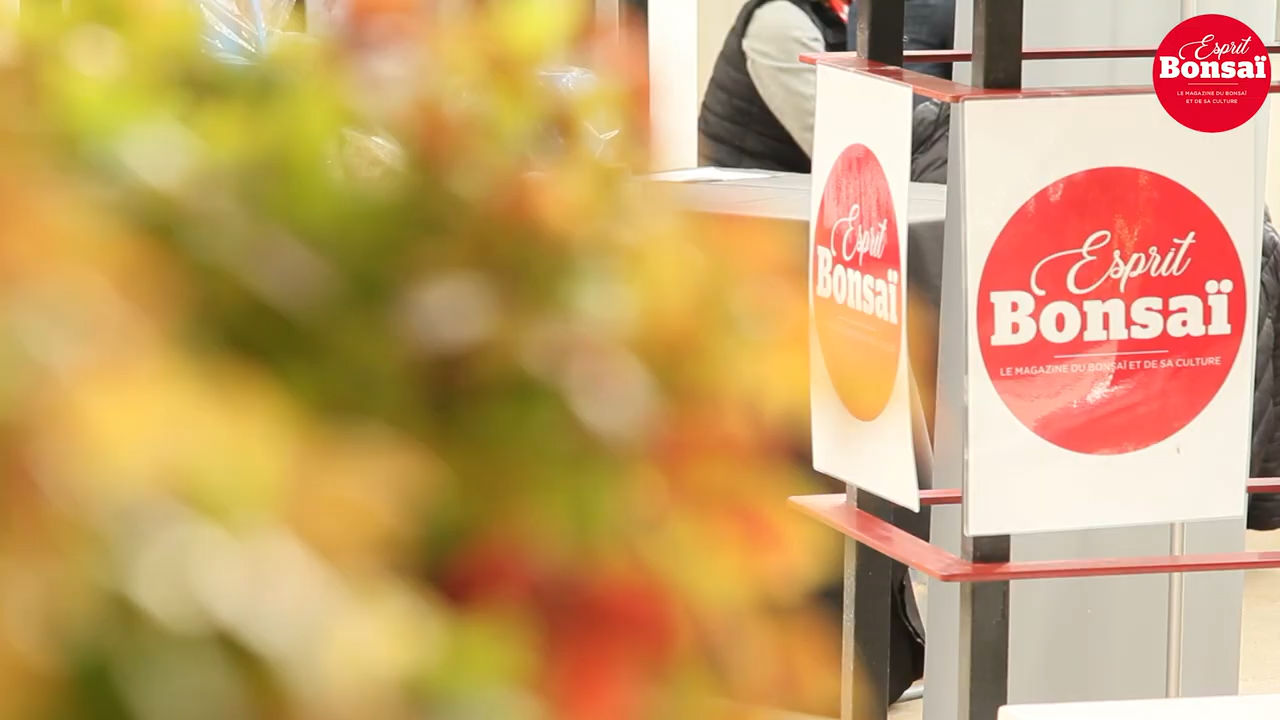 Esprit
Bonsaï
LE MAGAZINE DU BONSAÏ
ET DE SA CULTURE
Esprit
Bonsaï
Esprit
Bonsaï
LE MAGAZINE DU BONSAÏ ET DE SA CULTURE